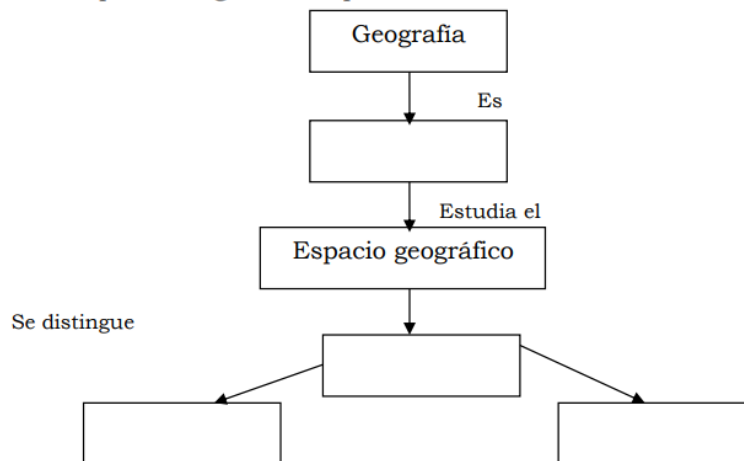 Geografía
Es
Estudia el
Espacio geográfico
Se distingue